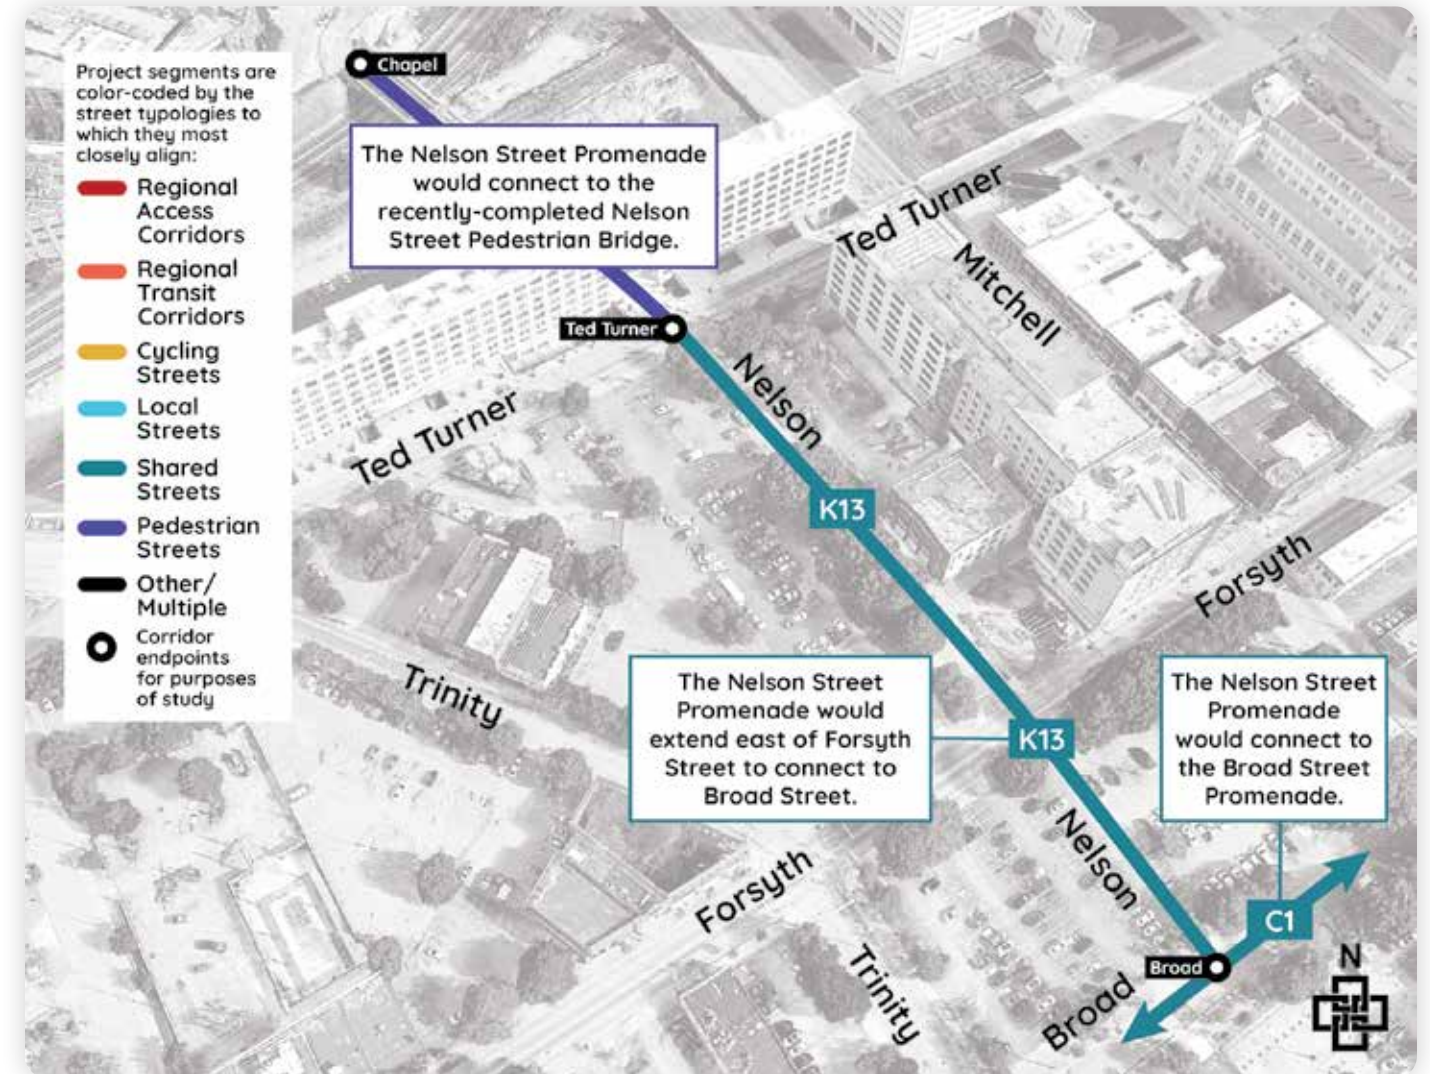 Project segments are
color-coded by the
street typologies to
which they most
closely align:
Regional
Access
Corridors
Regional
Transit
Corridors
Cycling
Streets
Local
Streets
Shared
Streets
Pedestrian
Streets
Other/
Multiple
Corridor
endpoints
for purposes
of study
Chapel
The Nelson Street Promenade
would connect to the
recently-completed Nelson
Street Pedestrian Bridge.
Ted Turner
Mitchell
Ted Turner
Nelson
Ted Turner
K13
Forsyth
Trinity
The Nelson Street
Promenade would
extend east of Forsyth
Street to connect to
Broad Street.
K13
The Nelson Street
Promenade
would connect to
the Broad Street
Promenade.
Nelson
Forsyth
C1
Trinity
Broad
Broad
N